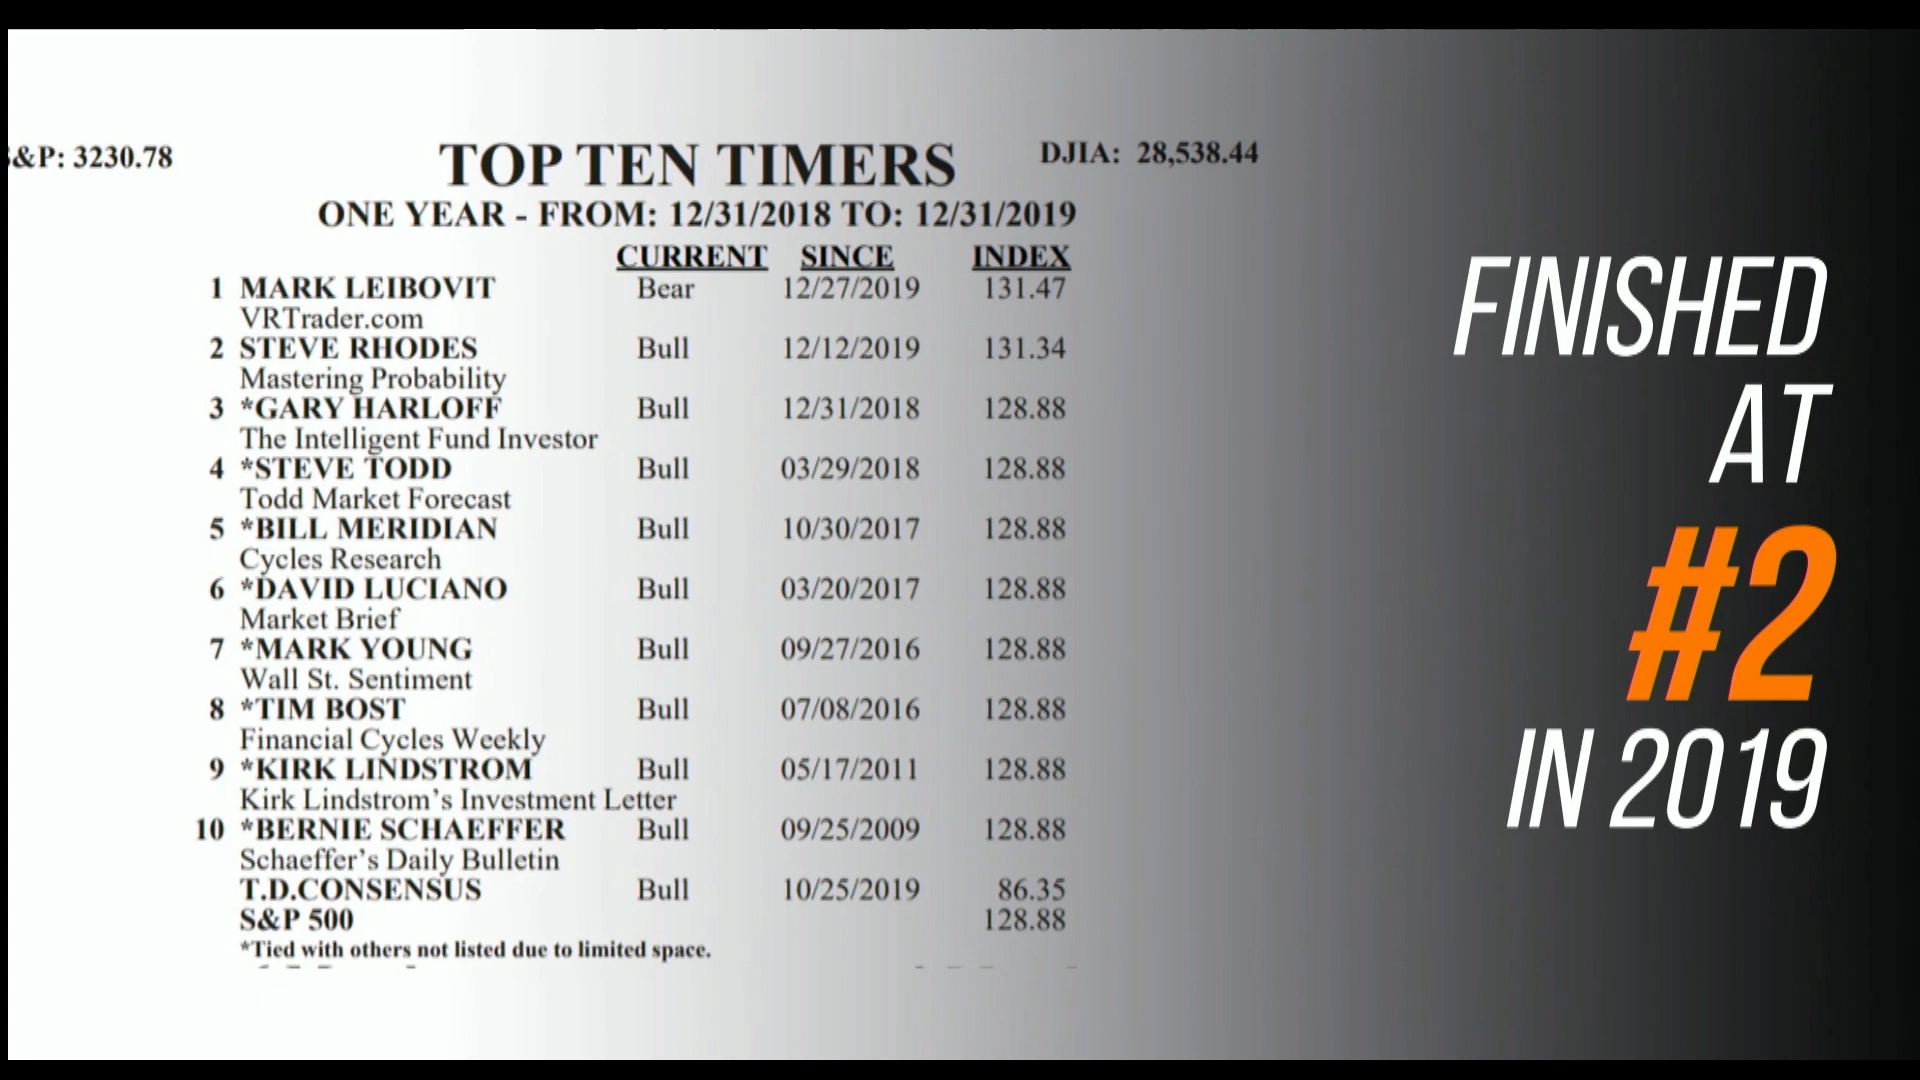 S&P: 3230.78
TOP TEN TIMERS
DJIA: 28,538.44
ONE YEAR - FROM: 12/31/2018 TO: 12/31/2019
CURRENT SINCE INDEX
1 MARK LEIBOVIT Bear 12/27/2019 131.47
VRTrader.com
2 STEVE RHODES Bull 12/12/2019 131.34
Mastering Probability
3 *GARY HARLOFF Bull 12/31/2018 128.88
The Intelligent Fund Investor
4 *STEVE TODD Bull 03/29/2018 128.88
Todd Market Forecast
5 *BILL MERIDIAN Bull 10/30/2017 128.88
Cycles Research
6 *DAVID LUCIANO Bull 03/20/2017 128.88
Market Brief
7 *MARK YOUNG Bull 09/27/2016 128.88
Wall St. Sentiment
8 *TIM BOST Bull 07/08/2016 128.88
Financial Cycles Weekly
9 *KIRK LINDSTROM Bull 05/17/2011 128.88
Kirk Lindstrom’s Investment Letter
10 *BERNIE SCHAEFFER Bull 09/25/2009 128.88
Schaeffer’s Daily Bulletin
T.D.CONSENSUS Bull 10/25/2019 86.35
S&P 500 128.88
*Tied with others not listed due to limited space.
FINISHED
AT
#2
IN 2019